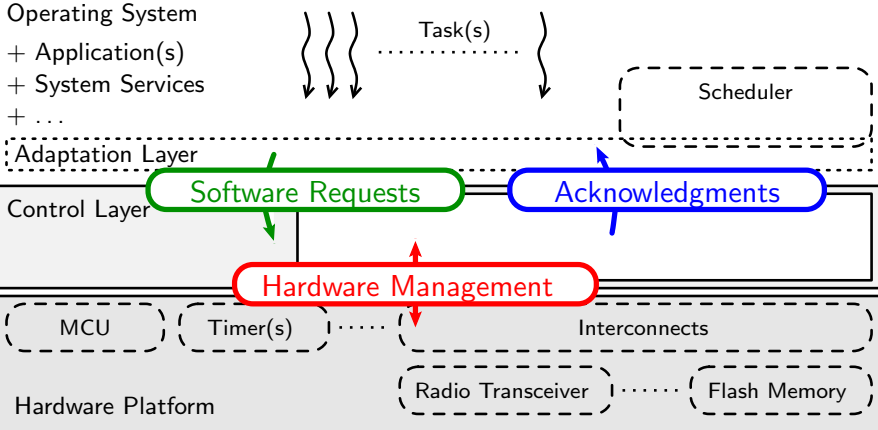 Operating System
+ Application(s)
+ System Services
+ ...
Task(s)
Scheduler
Adaptation Layer
Software Requests
Acknowledgments
Control Layer
Hardware Management
MCU
Timer(s)
Interconnects
Radio Transceiver
Flash Memory
Hardware Platform